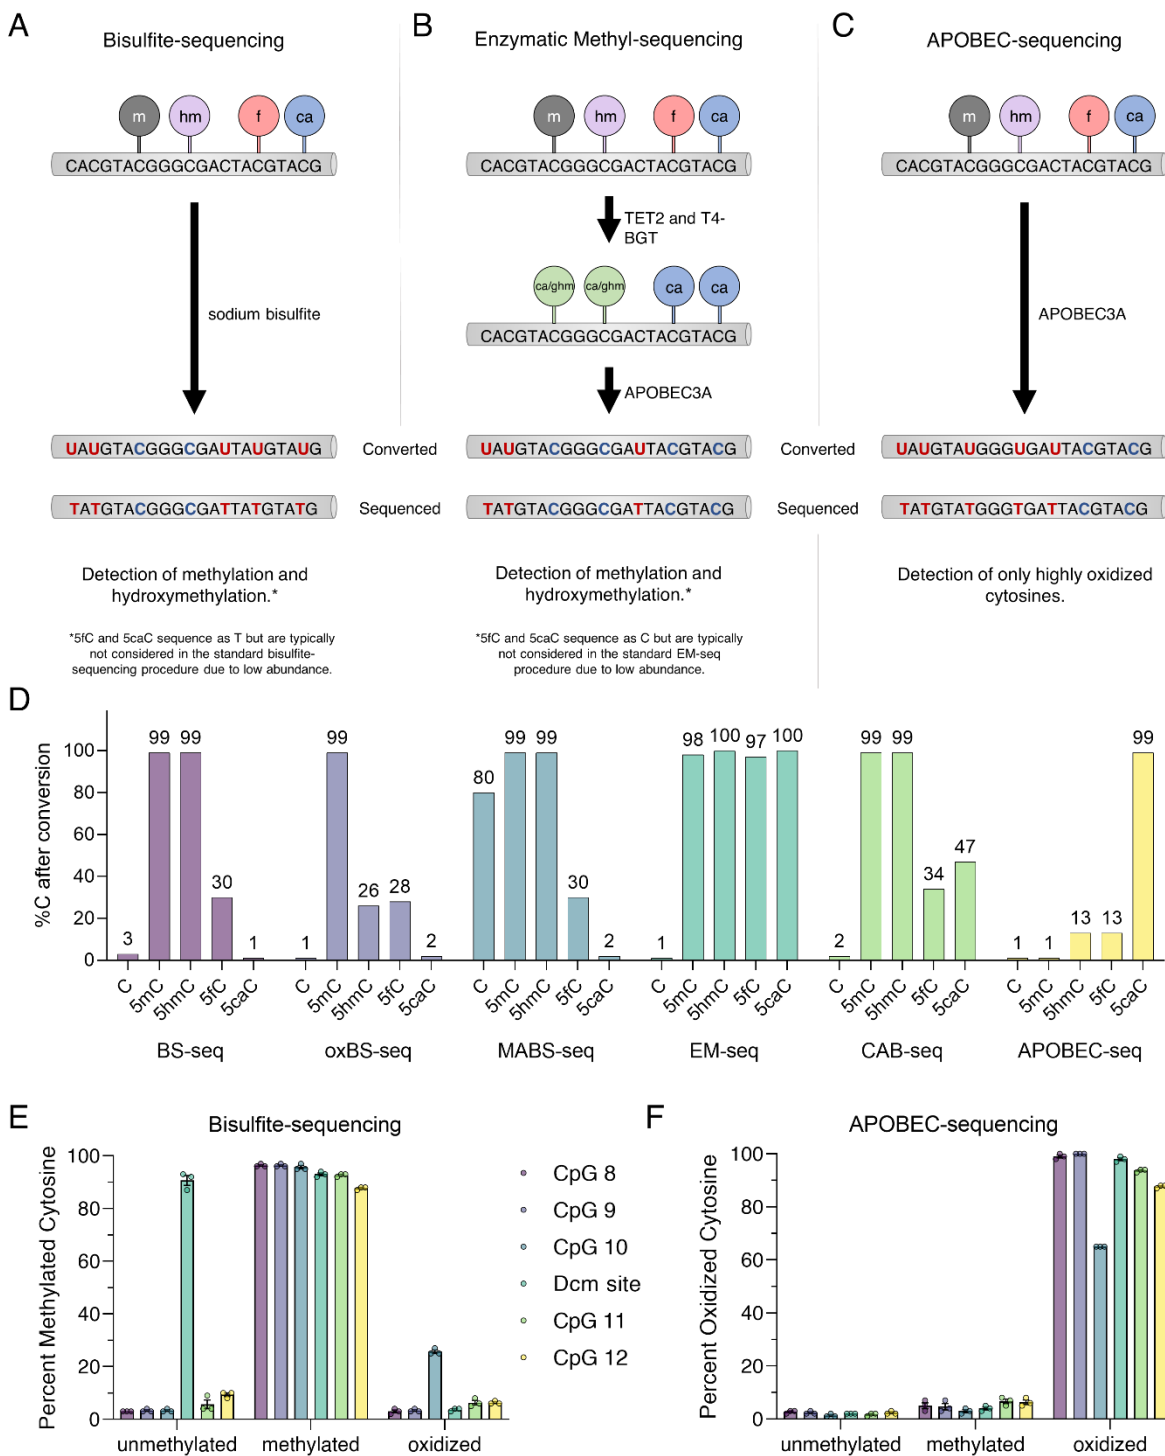 A
Bisulfite-sequencing
m hm f ca
CACGTACGGGCGACTACGTACG
sodium bisulfite
UAUGTACGGGCGAUTAUGTAUG
TATGTACGGGCGATTATGTATG
Detection of methylation and
hydroxymethylation.*
*5fC and 5caC sequence as T but are typically
not considered in the standard bisulfite-
sequencing procedure due to low abundance.
B
Enzymatic Methyl-sequencing
m hm f ca
CACGTACGGGCGACTACGTACG
TET2 and T4-
BGT
ca/ghm ca/ghm ca ca
CACGTACGGGCGACTACGTACG
APOBEC3A
Converted
UAUGTACGGGCGAUTACGTACG
Converted
Sequenced
TATGTACGGGCGATTACGTACG
Sequenced
Detection of methylation and
hydroxymethylation.*
*5fC and 5caC sequence as C but are typically
not considered in the standard EM-seq
procedure due to low abundance.
C
APOBEC-sequencing
m hm f ca
CACGTACGGGCGACTACGTACG
APOBEC3A
UAUGTAUGGGUGAUTACGTACG
TATGTATGGGTGATTACGTACG
Detection of only highly oxidized
cytosines.
D
%C after conversion
100
80
60
40
20
0
3 99 99 30 1
1 99 26 28 2
80 99 99 30 2
1 98 100 97 100
2 99 99 34 47
1 1 13 13 99
C 5mC 5hmC 5fC 5caC
C 5mC 5hmC 5fC 5caC
C 5mC 5hmC 5fC 5caC
C 5mC 5hmC 5fC 5caC
C 5mC 5hmC 5fC 5caC
C 5mC 5hmC 5fC 5caC
BS-seq oxBS-seq MABS-seq EM-seq CAB-seq APOBEC-seq
E
Bisulfite-sequencing
Percent Methylated Cytosine
100
80
60
40
20
0
unmethylated methylated oxidized
CpG 8
CpG 9
CpG 10
Dcm site
CpG 11
CpG 12
F
APOBEC-sequencing
Percent Oxidized Cytosine
100
80
60
40
20
0
unmethylated methylated oxidized